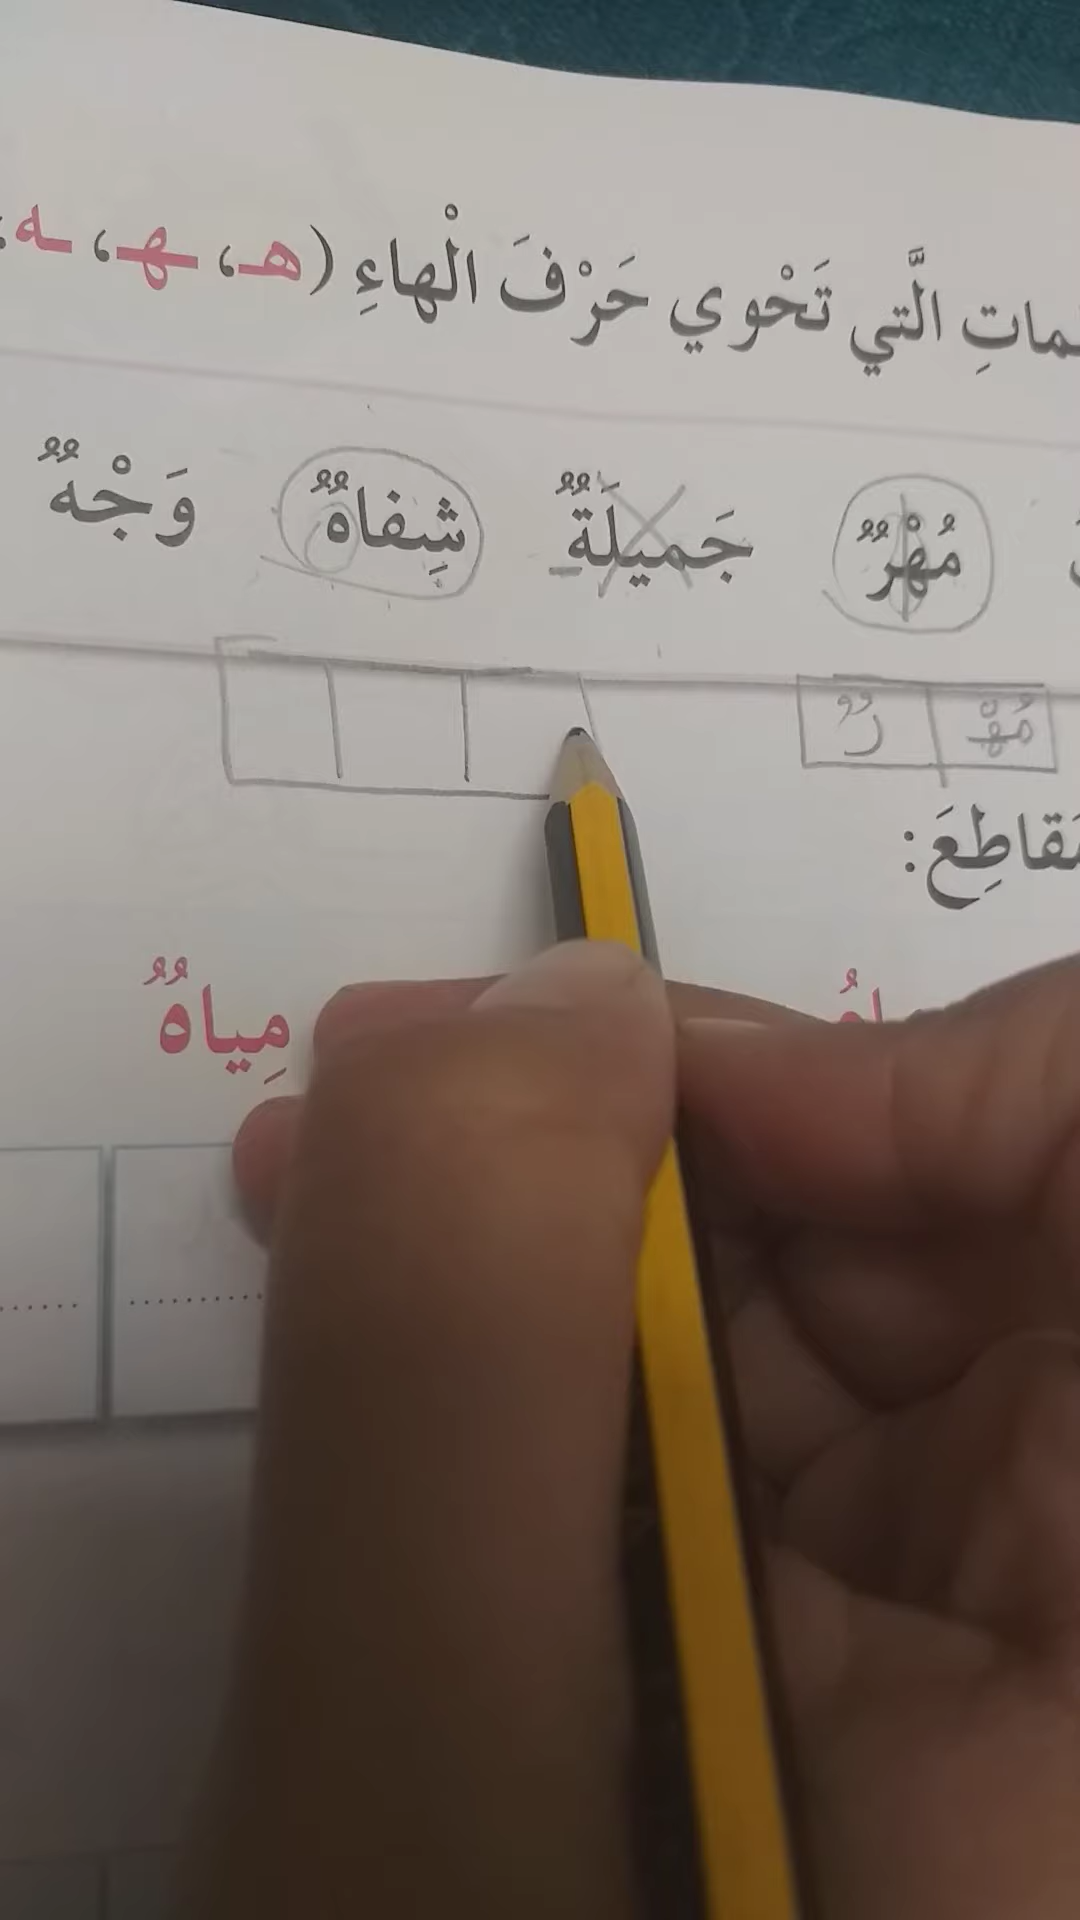 الَّتي تَحْوي حَرْفَ الْهاءِ (هـ، ـهـ، ـه،
مُهْرٌ جَميلَةٌ شِفاهٌ وَجْهٌ
مُهْ رٌ
مِياهٌ